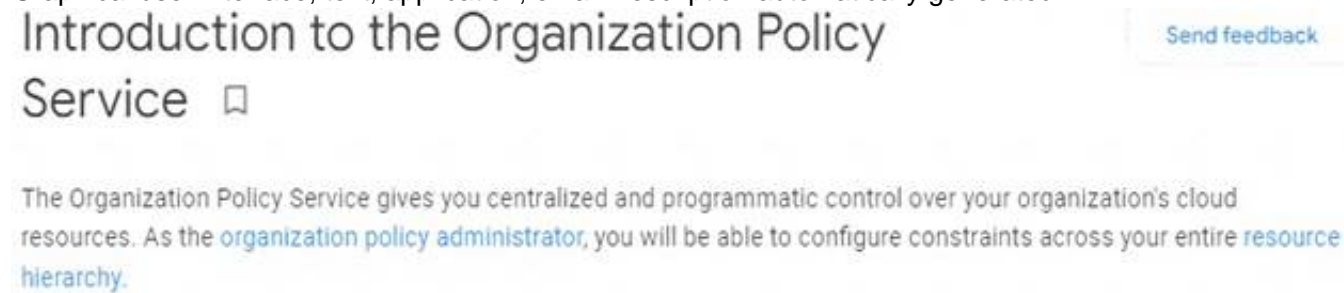 Introduction to the Organization Policy
Send feedback
Service
The Organization Policy Service gives you centralized and programmatic control over your organization's cloud
resources. As the organization policy administrator, you will be able to configure constraints across your entire resource
hierarchy.